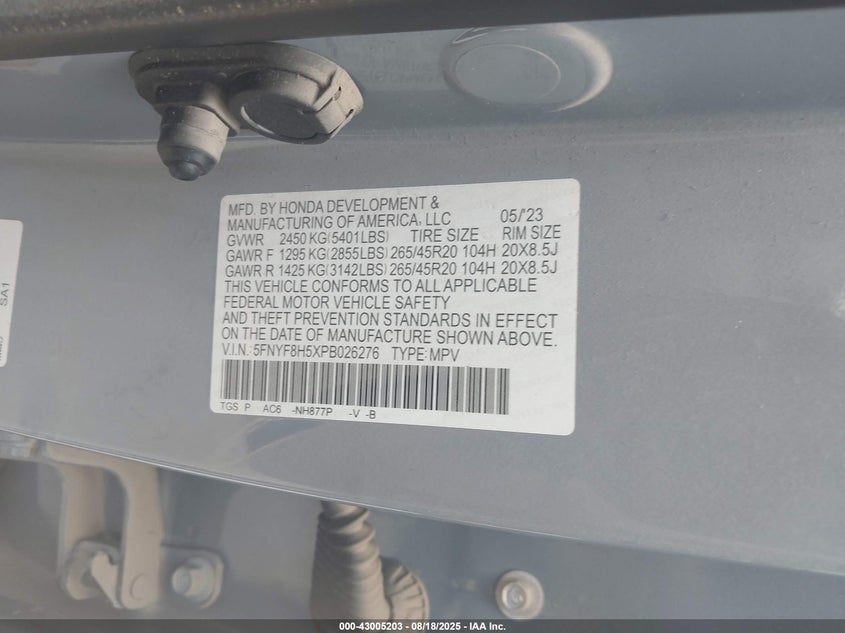 MFD. BY HONDA DEVELOPMENT &
MANUFACTURING OF AMERICA, LLC 05/'23
GVWR 2450 KG(5401LBS) TIRE SIZE RIM SIZE
GAWR F 1295 KG(2855LBS) 265/45R20 104H 20X8.5J
GAWR R 1425 KG(3142LBS) 265/45R20 104H 20X8.5J
THIS VEHICLE CONFORMS TO ALL APPLICABLE
FEDERAL MOTOR VEHICLE SAFETY
AND THEFT PREVENTION STANDARDS IN EFFECT
ON THE DATE OF MANUFACTURE SHOWN ABOVE.
V.I.N.: 5FNYF8H5XPB026276 TYPE: MPV
TGS P AC6 -NH877P -V -B
SA1
000-43005203 - 08/18/2025 - IAA Inc.